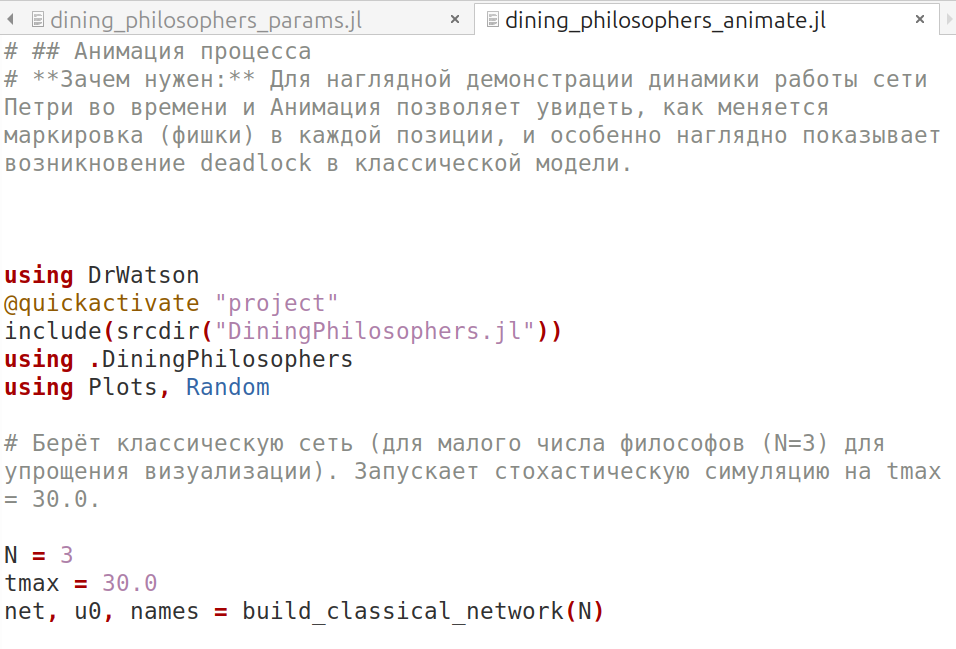 dining_philosophers_params.jl × dining_philosophers_animate.jl ×
# ## Анимация процесса
# **Зачем нужен:** Для наглядной демонстрации динамики работы сети
Петри во времени и Анимация позволяет увидеть, как меняется
маркировка (фишки) в каждой позиции, и особенно наглядно показывает
возникновение deadlock в классической модели.
using DrWatson
@quickactivate "project"
include(srcdir("DiningPhilosophers.jl"))
using .DiningPhilosophers
using Plots, Random
# Берёт классическую сеть (для малого числа философов (N=3) для
упрощения визуализации). Запускает стохастическую симуляцию на tmax
= 30.0.
N = 3
tmax = 30.0
net, u0, names = build_classical_network(N)